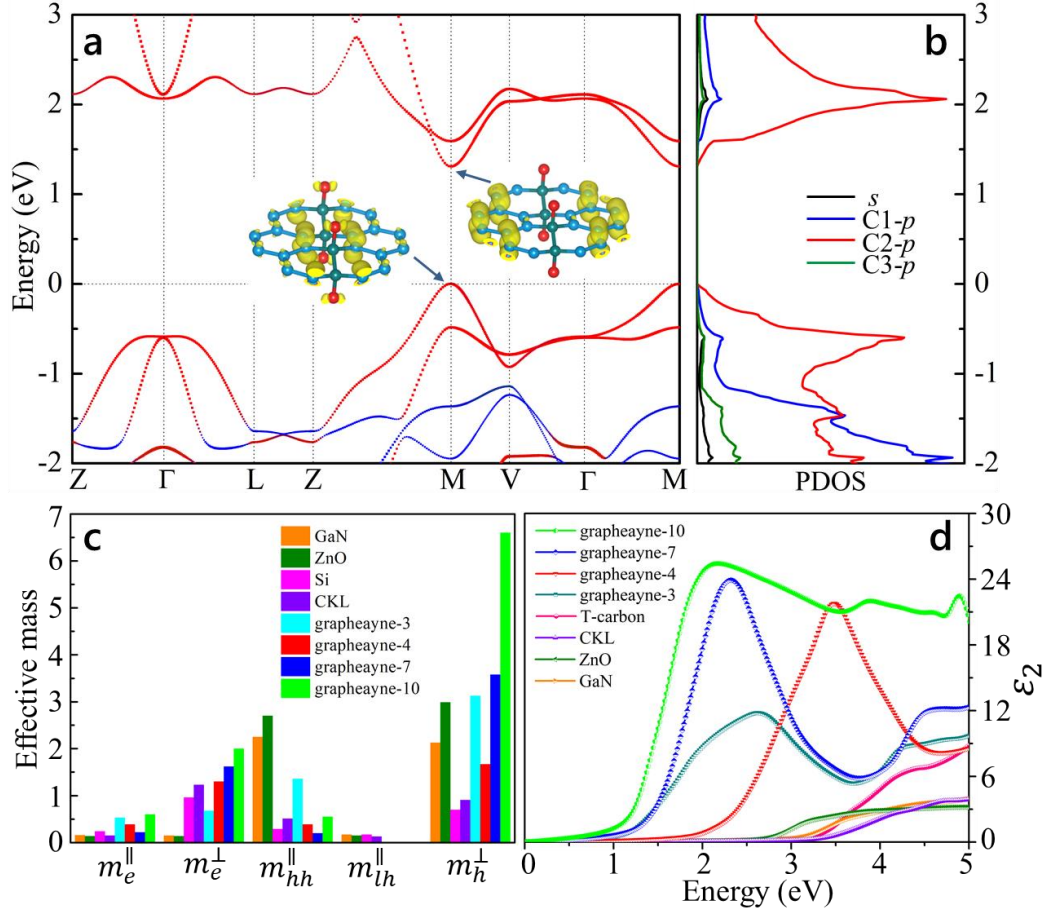 a
b
3
2
1
0
-1
-2
Energy (eV)
Z Γ L Z M V Γ M
s
C1-p
C2-p
C3-p
3
2
1
0
-1
-2
PDOS
c
7
6
5
4
3
2
1
0
Effective mass
GaN
ZnO
Si
CKL
grapheayne-3
grapheayne-4
grapheayne-7
grapheayne-10
m_e^∥ m_e^⊥ m_hh^∥ m_lh^∥ m_h^⊥
d
grapheayne-10
grapheayne-7
grapheayne-4
grapheayne-3
T-carbon
CKL
ZnO
GaN
30
24
18
12
6
0
ε₂
0 1 2 3 4 5
Energy (eV)